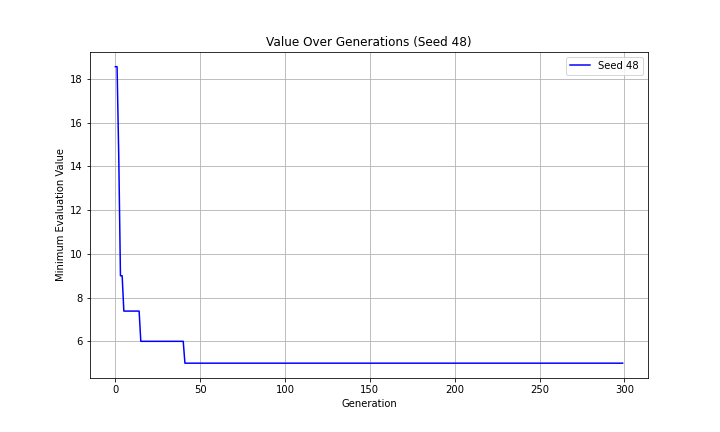 Value Over Generations (Seed 48)
Seed 48
Minimum Evaluation Value
18
16
14
12
10
8
6
0 50 100 150 200 250 300
Generation